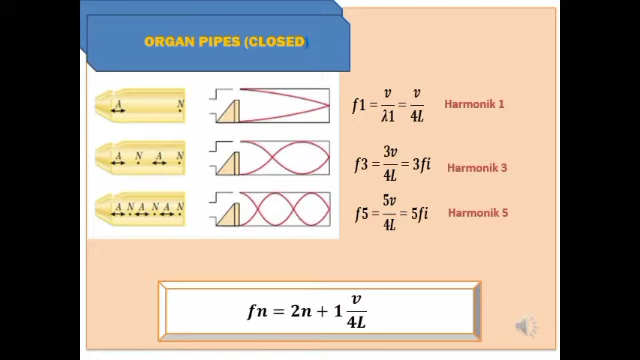 ORGAN PIPES (CLOSED)
A N
f1 = v/λ1 = v/4L Harmonik 1
A N A N
f3 = 3v/4L = 3fi Harmonik 3
A N A N A N
f5 = 5v/4L = 5fi Harmonik 5
fn = 2n + 1 v/4L